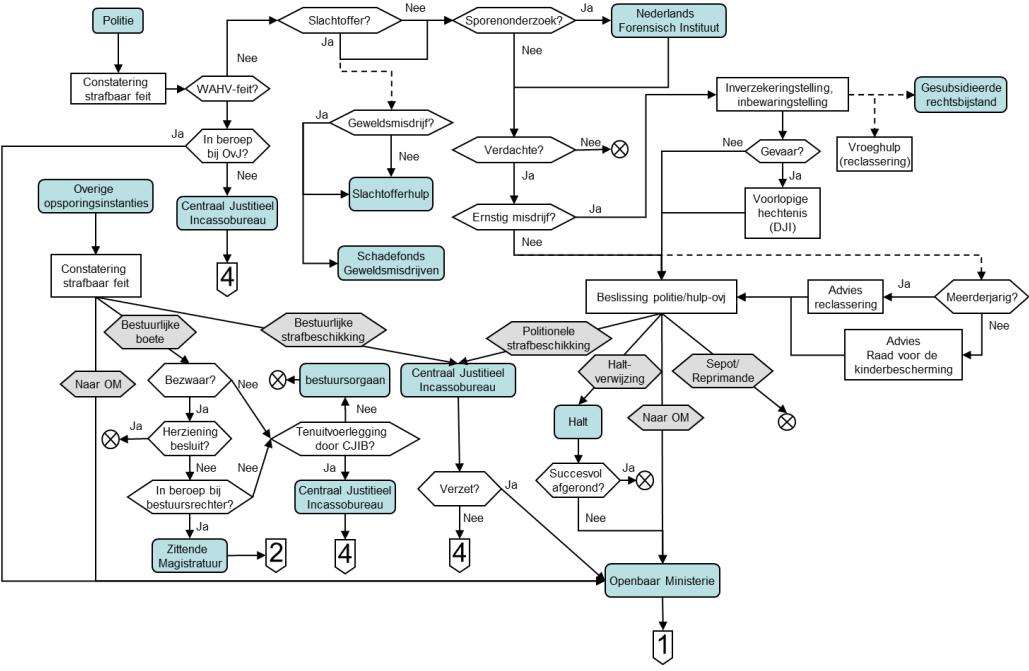 Politie
Slachtoffer?
Nee
Sporenonderzoek?
Ja
Nederlands
Forensisch Instituut
Ja
Nee
Nee
Constatering
strafbaar feit
WAHV-feit?
Inverzekeringstelling,
inbewaringstelling
Gesubsidieerde
rechtsbijstand
Ja
Ja
Geweldsmisdrijf?
Ja
In beroep
bij OvJ?
Nee
Verdachte?
Nee
Nee
Gevaar?
Vroeghulp
(reclassering)
Nee
Ja
Ja
Overige
opsporingsinstanties
Centraal Justitieel
Incassobureau
Slachtofferhulp
Ernstig misdrijf?
Ja
Voorlopige
hechtenis
(DJI)
Nee
Constatering
strafbaar feit
4
Schadefonds
Geweldsmisdrijven
Beslissing politie/hulp-ovj
Advies
reclassering
Ja
Meerderjarig?
Nee
Bestuurlijke
boete
Bestuurlijke
strafbeschikking
Politionele
strafbeschikking
Advies
Raad voor de
kinderbescherming
Naar OM
Bezwaar?
Nee
bestuursorgaan
Centraal Justitieel
Incassobureau
Halt-
verwijzing
Sepot/
Reprimande
Ja
Nee
Halt
Naar OM
Ja
Herziening
besluit?
Tenuitvoerlegging
door CJIB?
Nee
Nee
Ja
Ja
In beroep bij
bestuursrechter?
Centraal Justitieel
Incassobureau
Verzet?
Ja
Succesvol
afgerond?
Ja
Nee
Nee
Zittende
Magistratuur
2
4
4
Openbaar Ministerie
1